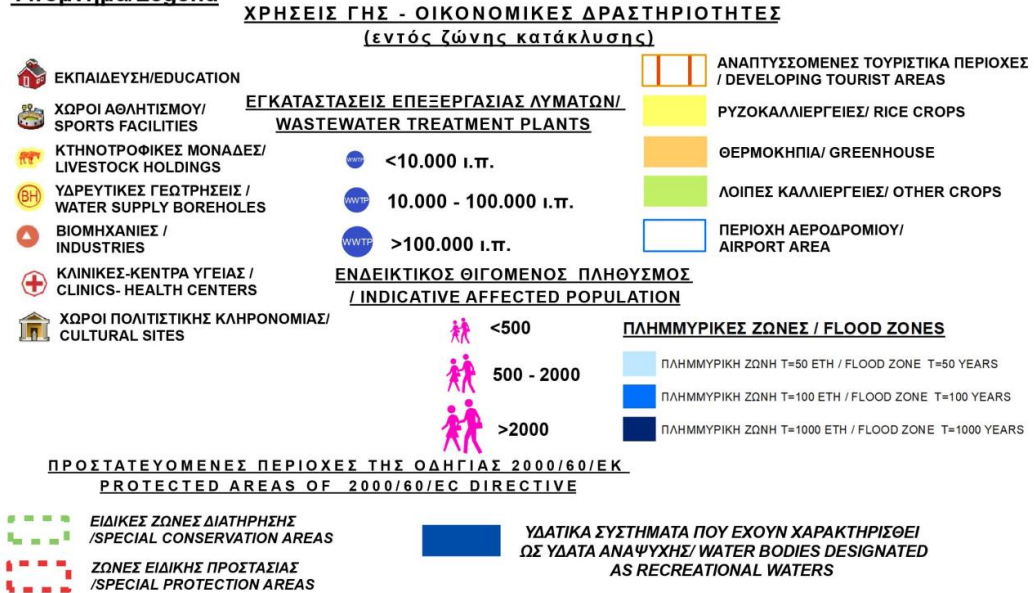 ΧΡΗΣΕΙΣ ΓΗΣ - ΟΙΚΟΝΟΜΙΚΕΣ ΔΡΑΣΤΗΡΙΟΤΗΤΕΣ
(εντός ζώνης κατάκλυσης)
ΕΚΠΑΙΔΕΥΣΗ/EDUCATION
ΧΩΡΟΙ ΑΘΛΗΤΙΣΜΟΥ/
SPORTS FACILITIES
ΚΤΗΝΟΤΡΟΦΙΚΕΣ ΜΟΝΑΔΕΣ/
LIVESTOCK HOLDINGS
BH
ΥΔΡΕΥΤΙΚΕΣ ΓΕΩΤΡΗΣΕΙΣ /
WATER SUPPLY BOREHOLES
ΒΙΟΜΗΧΑΝΙΕΣ /
INDUSTRIES
ΚΛΙΝΙΚΕΣ-ΚΕΝΤΡΑ ΥΓΕΙΑΣ /
CLINICS- HEALTH CENTERS
ΧΩΡΟΙ ΠΟΛΙΤΙΣΤΙΚΗΣ ΚΛΗΡΟΝΟΜΙΑΣ/
CULTURAL SITES
ΕΓΚΑΤΑΣΤΑΣΕΙΣ ΕΠΕΞΕΡΓΑΣΙΑΣ ΛΥΜΑΤΩΝ/
WASTEWATER TREATMENT PLANTS
WWTP <10.000 ι.π.
WWTP 10.000 - 100.000 ι.π.
WWTP >100.000 ι.π.
ΕΝΔΕΙΚΤΙΚΟΣ ΘΙΓΟΜΕΝΟΣ ΠΛΗΘΥΣΜΟΣ
/ INDICATIVE AFFECTED POPULATION
<500
500 - 2000
>2000
ΑΝΑΠΤΥΣΣΟΜΕΝΕΣ ΤΟΥΡΙΣΤΙΚΑ ΠΕΡΙΟΧΕΣ
/ DEVELOPING TOURIST AREAS
ΡΥΖΟΚΑΛΛΙΕΡΓΕΙΕΣ/ RICE CROPS
ΘΕΡΜΟΚΗΠΙΑ/ GREENHOUSE
ΛΟΙΠΕΣ ΚΑΛΛΙΕΡΓΕΙΕΣ/ OTHER CROPS
ΠΕΡΙΟΧΗ ΑΕΡΟΔΡΟΜΙΟΥ/
AIRPORT AREA
ΠΛΗΜΜΥΡΙΚΕΣ ΖΩΝΕΣ / FLOOD ZONES
ΠΛΗΜΜΥΡΙΚΗ ΖΩΝΗ T=50 ΕΤΗ / FLOOD ZONE T=50 YEARS
ΠΛΗΜΜΥΡΙΚΗ ΖΩΝΗ T=100 ΕΤΗ / FLOOD ZONE T=100 YEARS
ΠΛΗΜΜΥΡΙΚΗ ΖΩΝΗ T=1000 ΕΤΗ / FLOOD ZONE T=1000 YEARS
ΠΡΟΣΤΑΤΕΥΟΜΕΝΕΣ ΠΕΡΙΟΧΕΣ ΤΗΣ ΟΔΗΓΙΑΣ 2000/60/ΕΚ
PROTECTED AREAS OF 2000/60/EC DIRECTIVE
ΕΙΔΙΚΕΣ ΖΩΝΕΣ ΔΙΑΤΗΡΗΣΗΣ
/SPECIAL CONSERVATION AREAS
ΖΩΝΕΣ ΕΙΔΙΚΗΣ ΠΡΟΣΤΑΣΙΑΣ
/SPECIAL PROTECTION AREAS
ΥΔΑΤΙΚΑ ΣΥΣΤΗΜΑΤΑ ΠΟΥ ΕΧΟΥΝ ΧΑΡΑΚΤΗΡΙΣΘΕΙ
ΩΣ ΥΔΑΤΑ ΑΝΑΨΥΧΗΣ/ WATER BODIES DESIGNATED
AS RECREATIONAL WATERS